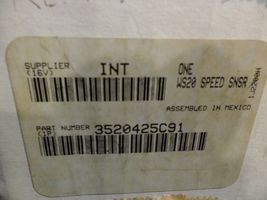 SUPPLIER
(16V)
INT
ONE
WS20 SPEED SNSR
ASSEMBLED IN MEXICO
PART NUMBER
(1P)
3520425C91